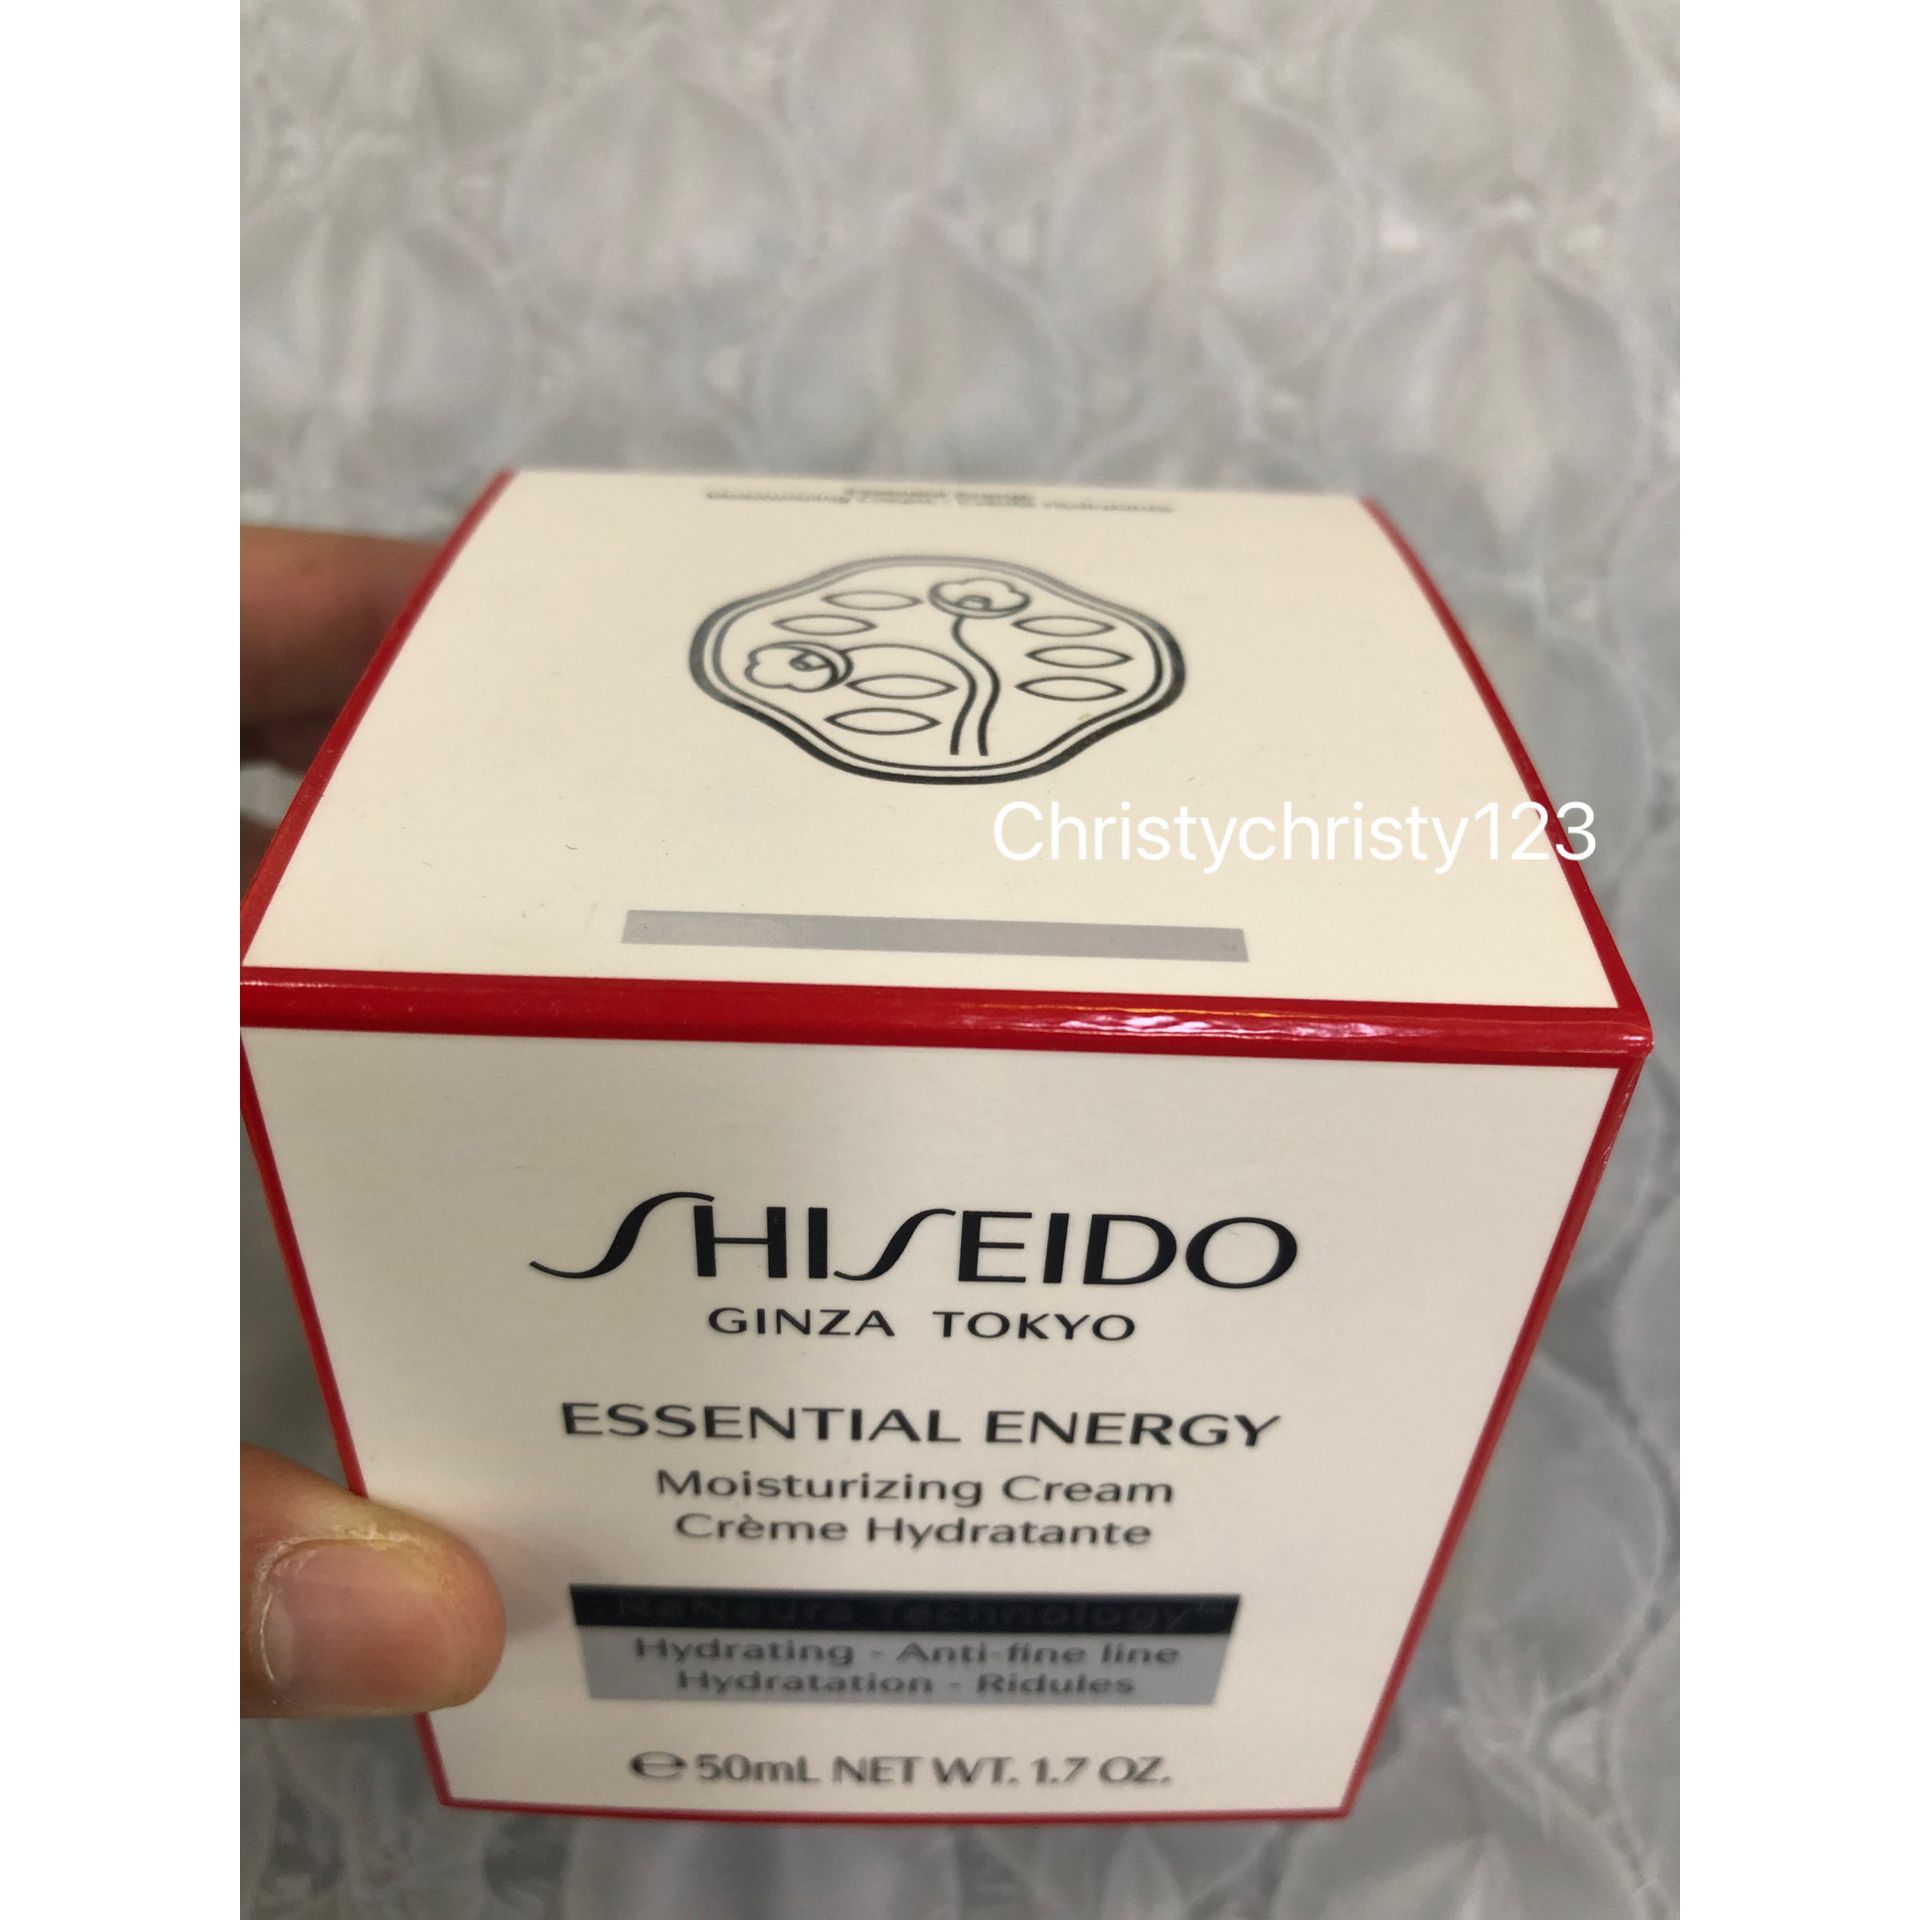 Christychristy123
SHISEIDO
GINZA TOKYO
ESSENTIAL ENERGY
Moisturizing Cream
Crème Hydratante
ReNeura Technology™
Hydrating - Anti-fine line
Hydratation - Ridules
℮ 50mL NET WT. 1.7 OZ.